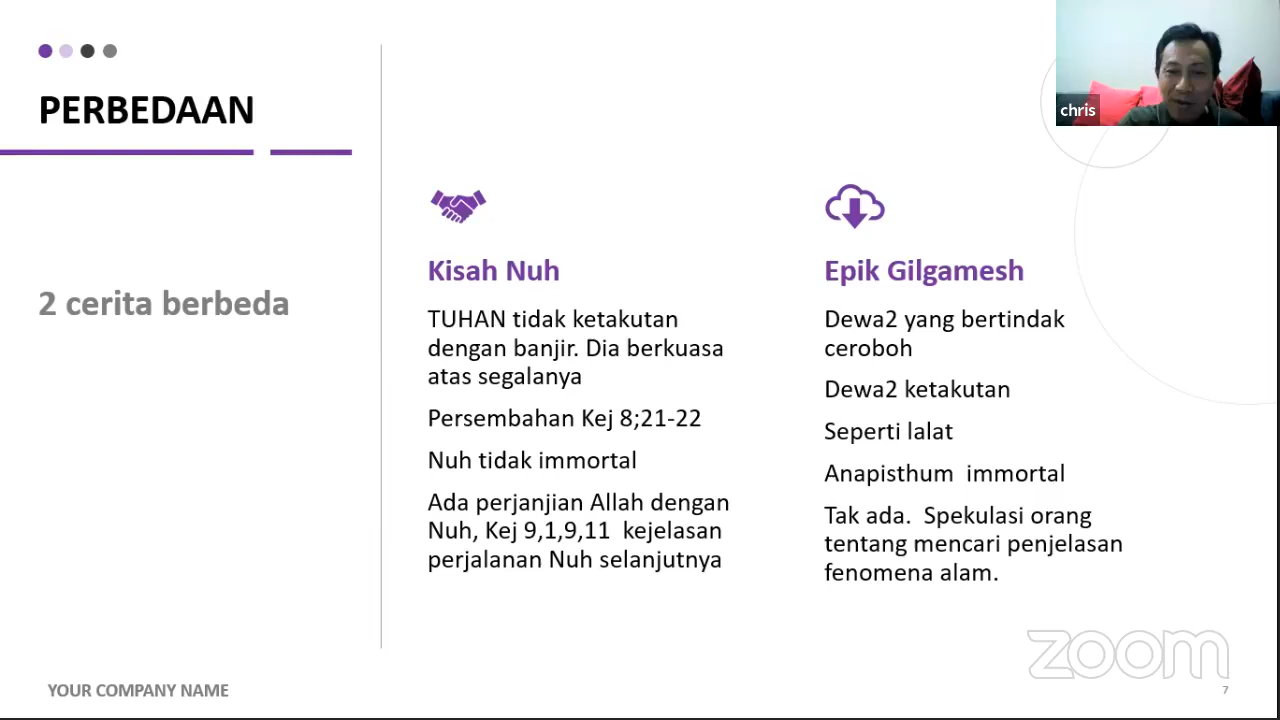 PERBEDAAN
chris
2 cerita berbeda
Kisah Nuh
TUHAN tidak ketakutan
dengan banjir. Dia berkuasa
atas segalanya
Persembahan Kej 8;21-22
Nuh tidak immortal
Ada perjanjian Allah dengan
Nuh, Kej 9,1,9,11  kejelasan
perjalanan Nuh selanjutnya
Epik Gilgamesh
Dewa2 yang bertindak
ceroboh
Dewa2 ketakutan
Seperti lalat
Anapisthum  immortal
Tak ada.  Spekulasi orang
tentang mencari penjelasan
fenomena alam.
zoom
YOUR COMPANY NAME
7